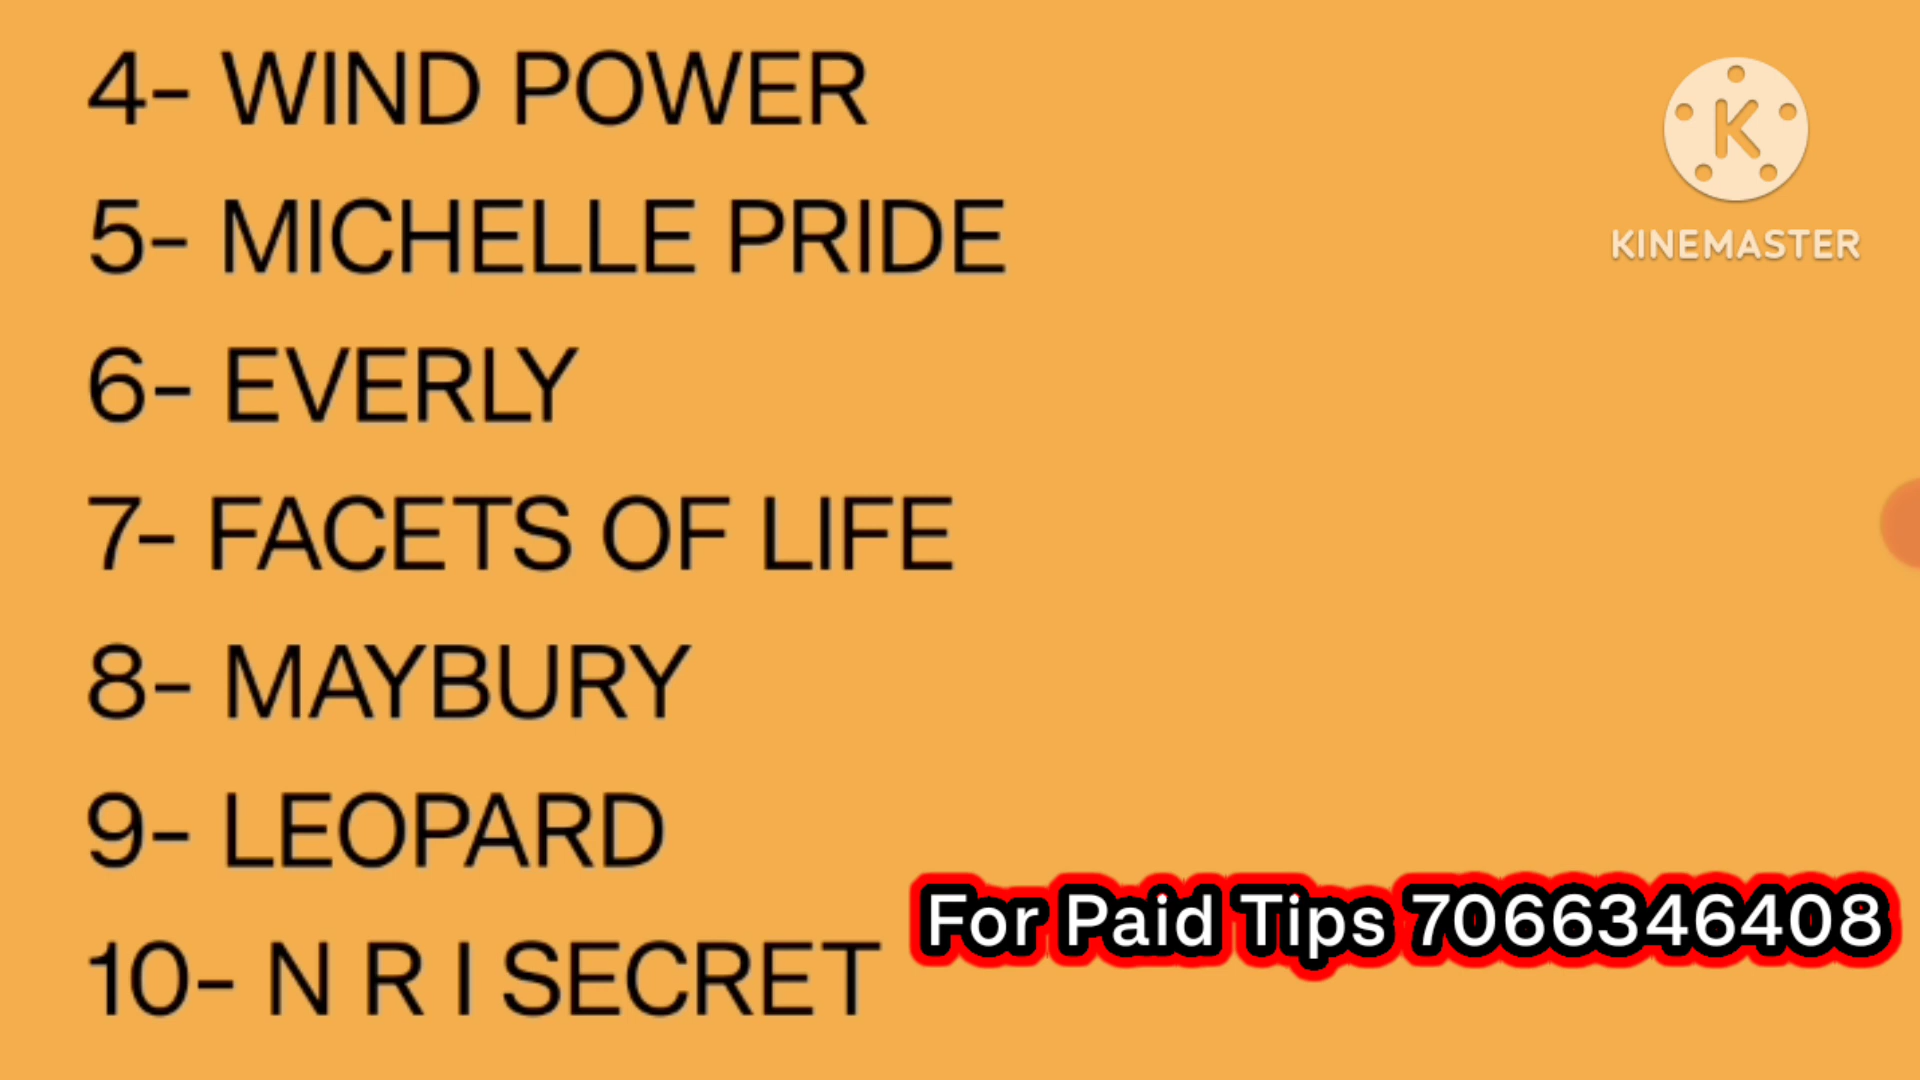 4- WIND POWER
5- MICHELLE PRIDE
6- EVERLY
7- FACETS OF LIFE
8- MAYBURY
9- LEOPARD
10- N R I SECRET
K
KINEMASTER
For Paid Tips 7066346408